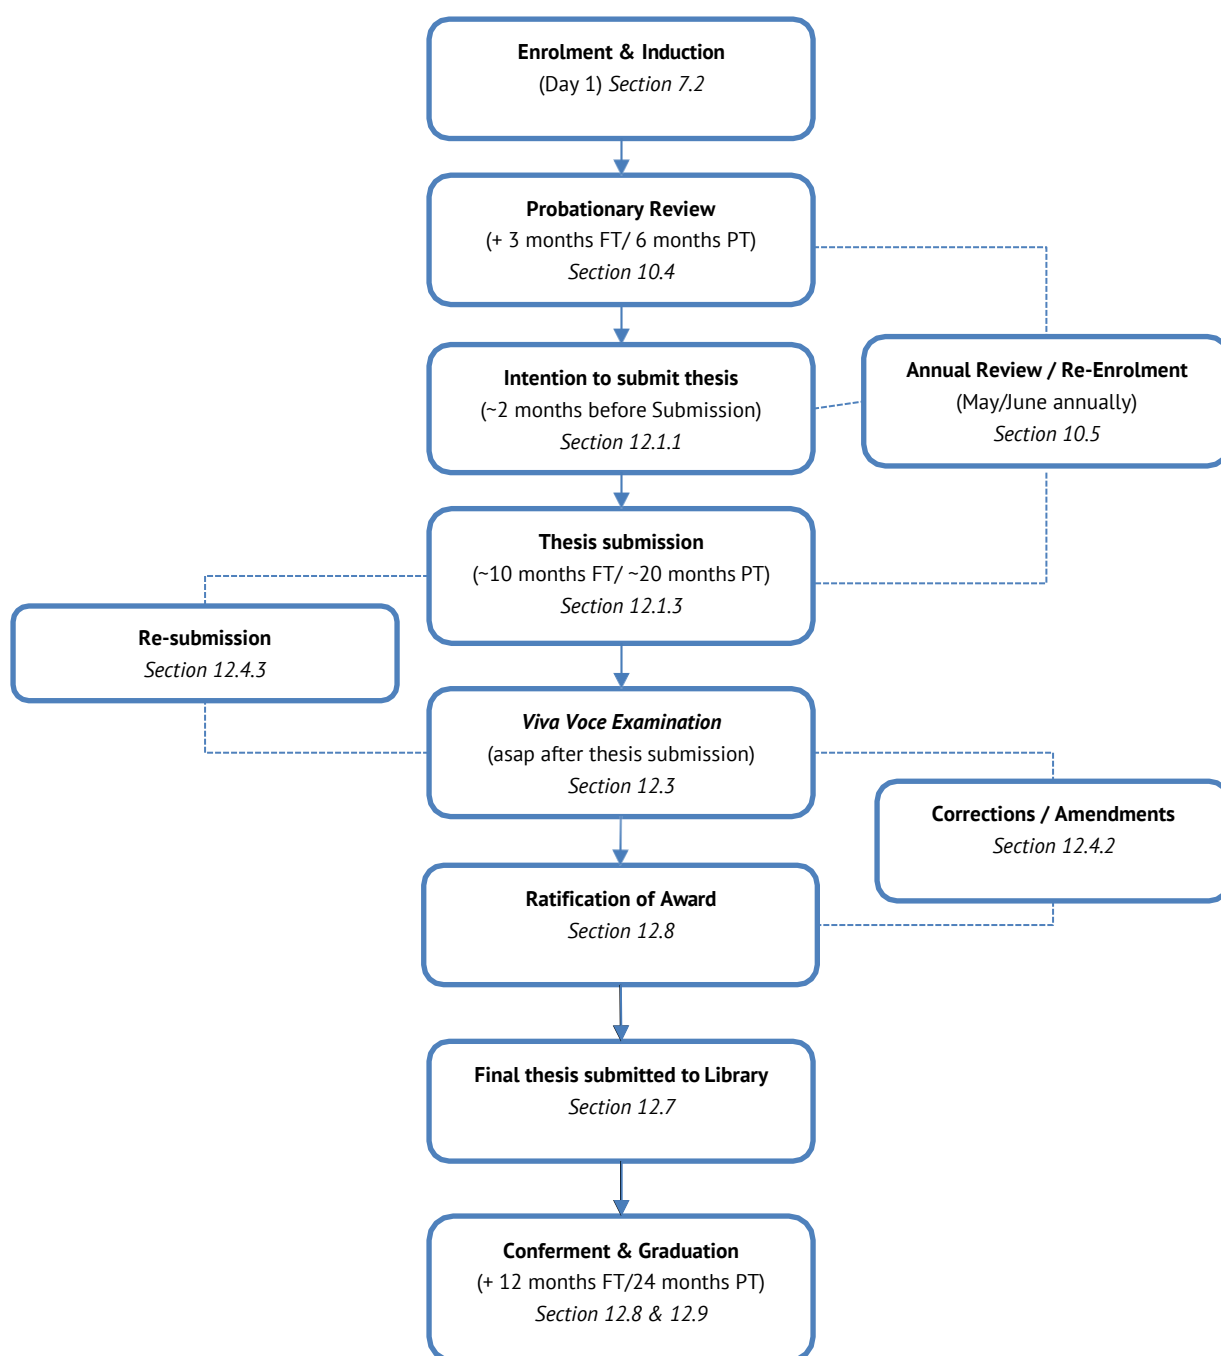 Enrolment & Induction
(Day 1) Section 7.2
Probationary Review
(+ 3 months FT/ 6 months PT)
Section 10.4
Intention to submit thesis
(~2 months before Submission)
Section 12.1.1
Annual Review / Re-Enrolment
(May/June annually)
Section 10.5
Thesis submission
(~10 months FT/ ~20 months PT)
Section 12.1.3
Re-submission
Section 12.4.3
Viva Voce Examination
(asap after thesis submission)
Section 12.3
Corrections / Amendments
Section 12.4.2
Ratification of Award
Section 12.8
Final thesis submitted to Library
Section 12.7
Conferment & Graduation
(+ 12 months FT/24 months PT)
Section 12.8 & 12.9